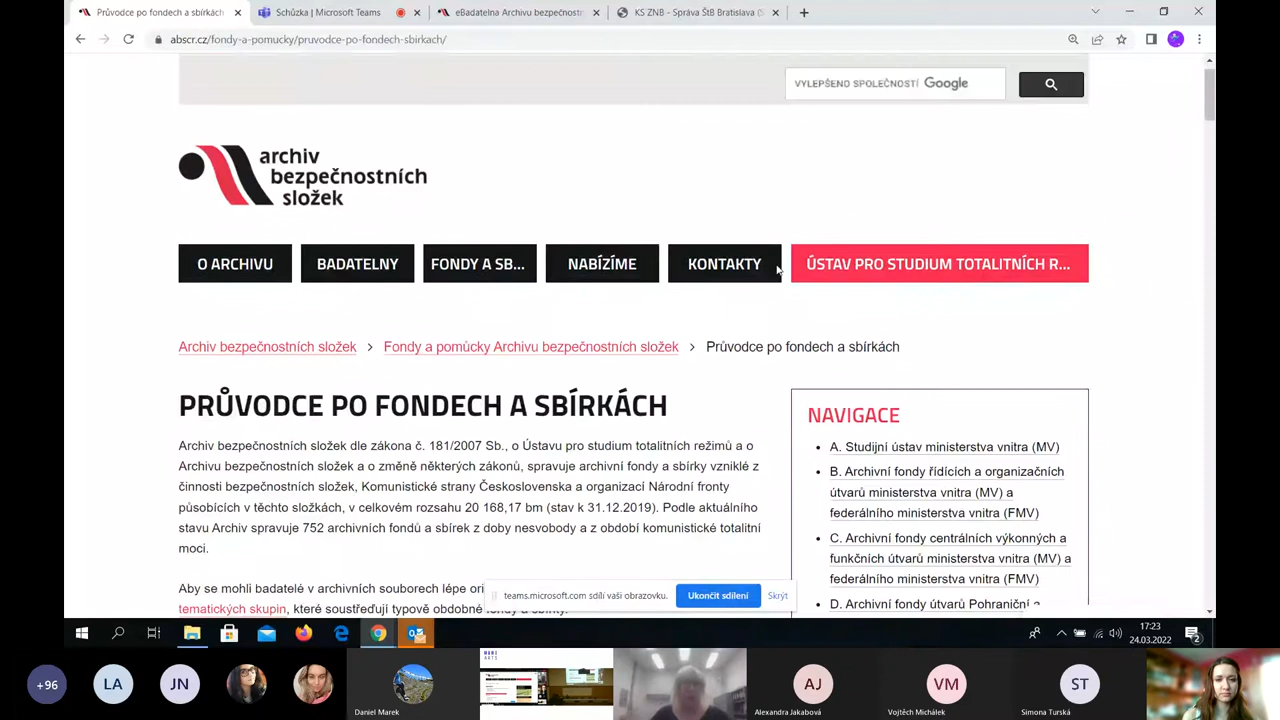 Průvodce po fondech a sbírkách
Schůzka | Microsoft Teams
eBadatelna Archivu bezpečnostn
KS ZNB – Správa ŠtB Bratislava (
abscr.cz/fondy-a-pomucky/pruvodce-po-fondech-sbirkach/
VYLEPŠENO SPOLEČNOSTÍ Google
archiv
bezpečnostních
složek
O ARCHIVU
BADATELNY
FONDY A SB...
NABÍZÍME
KONTAKTY
ÚSTAV PRO STUDIUM TOTALITNÍCH R...
Archiv bezpečnostních složek > Fondy a pomůcky Archivu bezpečnostních složek > Průvodce po fondech a sbírkách
PRŮVODCE PO FONDECH A SBÍRKÁCH
Archiv bezpečnostních složek dle zákona č. 181/2007 Sb., o Ústavu pro studium totalitních režimů a o
Archivu bezpečnostních složek a o změně některých zákonů, spravuje archivní fondy a sbírky vzniklé z
činnosti bezpečnostních složek, Komunistické strany Československa a organizací Národní fronty
působících v těchto složkách, v celkovém rozsahu 20 168,17 bm (stav k 31.12.2019). Podle aktuálního
stavu Archiv spravuje 752 archivních fondů a sbírek z doby nesvobody a z období komunistické totalitní
moci.
Aby se mohli badatelé v archivních souborech lépe ori
tematických skupin, které soustřeďují typově obdobné fondy a sbírky.
NAVIGACE
• A. Studijní ústav ministerstva vnitra (MV)
• B. Archivní fondy řídících a organizačních
útvarů ministerstva vnitra (MV) a
federálního ministerstva vnitra (FMV)
• C. Archivní fondy centrálních výkonných a
funkčních útvarů ministerstva vnitra (MV) a
federálního ministerstva vnitra (FMV)
• D. Archivní fondy útvarů Pohraniční a
teams.microsoft.com sdílí vaši obrazovku.
Ukončit sdílení
Skrýt
17:23
24.03.2022
2
+96
LA
JN
Daniel Marek
MUNI
ARTS
AJ
Alexandra Jakabová
VM
Vojtěch Michálek
ST
Simona Turská